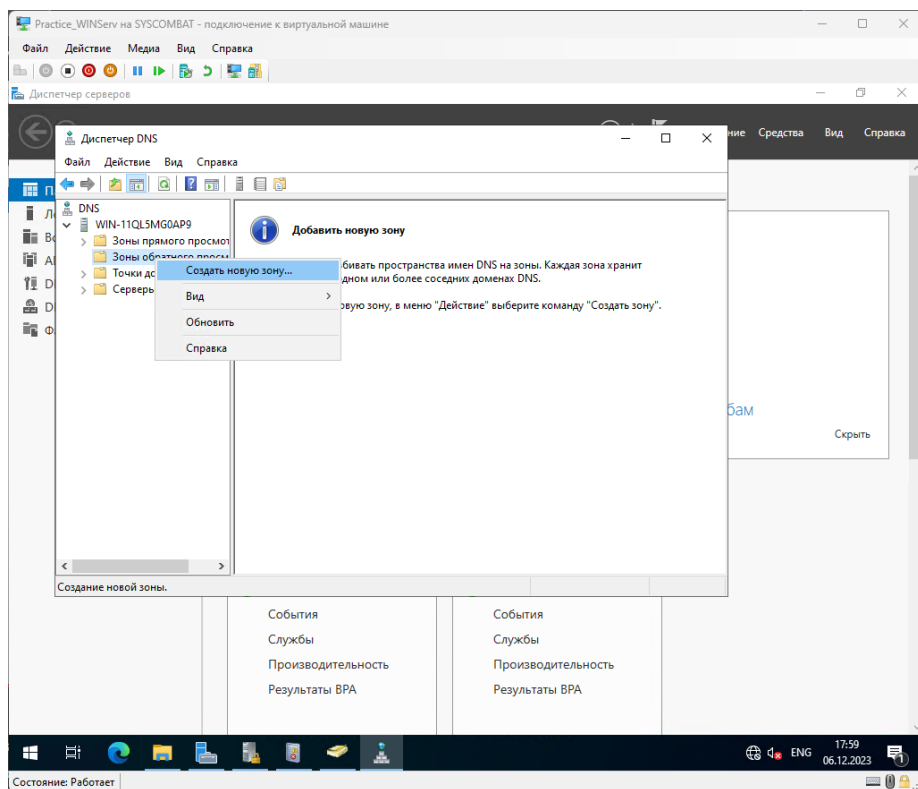 Practice_WINServ на SYSCOMBAT - подключение к виртуальной машине
Файл Действие Медиа Вид Справка
Диспетчер серверов
Средства Вид Справка
Диспетчер DNS
Файл Действие Вид Справка
DNS
WIN-11QL5MG0AP9
Зоны прямого просмот
Зоны обратного просм
Точки до
Серверы
Создать новую зону...
Вид
Обновить
Справка
Добавить новую зону
бивать пространства имен DNS на зоны. Каждая зона хранит
дном или более соседних доменах DNS.
овую зону, в меню "Действие" выберите команду "Создать зону".
бам
Скрыть
Создание новой зоны.
События События
Службы Службы
Производительность Производительность
Результаты BPA Результаты BPA
ENG 17:59
06.12.2023
1
Состояние: Работает